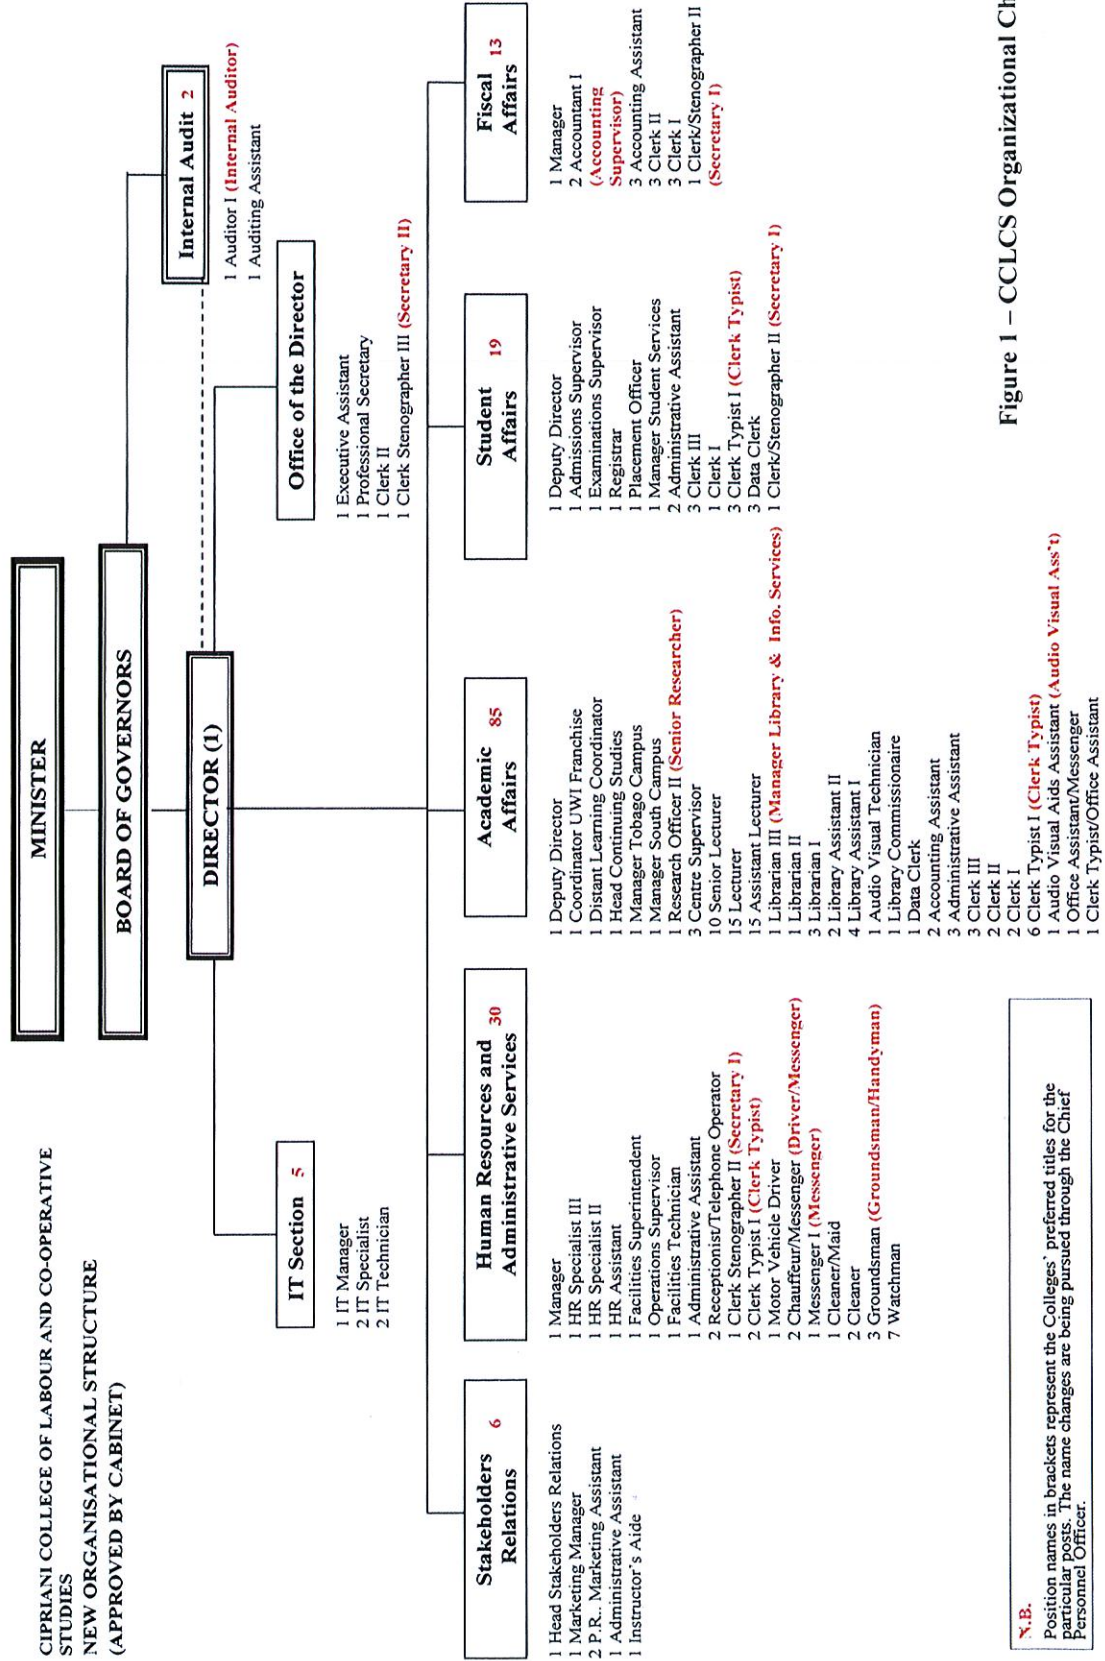 CIPRIANI COLLEGE OF LABOUR AND CO-OPERATIVE
STUDIES
NEW ORGANISATIONAL STRUCTURE
(APPROVED BY CABINET)
MINISTER
BOARD OF GOVERNORS
DIRECTOR (1)
Internal Audit 2
1 Auditor I (Internal Auditor)
1 Auditing Assistant
IT Section 5
1 IT Manager
2 IT Specialist
2 IT Technician
Office of the Director
1 Executive Assistant
1 Professional Secretary
1 Clerk II
1 Clerk Stenographer III (Secretary II)
Stakeholders 6
Relations
1 Head Stakeholders Relations
1 Marketing Manager
2 P.R.. Marketing Assistant
1 Administrative Assistant
1 Instructor's Aide
Human Resources and
Administrative Services 30
1 Manager
1 HR Specialist III
1 HR Specialist II
1 HR Assistant
1 Facilities Superintendent
1 Operations Supervisor
1 Facilities Technician
1 Administrative Assistant
2 Receptionist/Telephone Operator
1 Clerk Stenographer II (Secretary I)
2 Clerk Typist I (Clerk Typist)
1 Motor Vehicle Driver
2 Chauffeur/Messenger (Driver/Messenger)
1 Messenger I (Messenger)
1 Cleaner/Maid
2 Cleaner
3 Groundsman (Groundsman/Handyman)
7 Watchman
Academic 85
Affairs
1 Deputy Director
1 Coordinator UWI Franchise
1 Distant Learning Coordinator
1 Head Continuing Studies
1 Manager Tobago Campus
1 Manager South Campus
1 Research Officer II (Senior Researcher)
3 Centre Supervisor
10 Senior Lecturer
15 Lecturer
15 Assistant Lecturer
1 Librarian III (Manager Library & Info. Services)
1 Librarian II
3 Librarian I
2 Library Assistant II
4 Library Assistant I
1 Audio Visual Technician
1 Library Commissionaire
1 Data Clerk
2 Accounting Assistant
3 Administrative Assistant
3 Clerk III
2 Clerk II
2 Clerk I
6 Clerk Typist I (Clerk Typist)
1 Audio Visual Aids Assistant (Audio Visual Ass't)
1 Office Assistant/Messenger
1 Clerk Typist/Office Assistant
Student 19
Affairs
1 Deputy Director
1 Admissions Supervisor
1 Examinations Supervisor
1 Registrar
1 Placement Officer
1 Manager Student Services
2 Administrative Assistant
3 Clerk III
1 Clerk I
3 Clerk Typist I (Clerk Typist)
3 Data Clerk
1 Clerk/Stenographer II (Secretary I)
Fiscal 13
Affairs
1 Manager
2 Accountant I
(Accounting
Supervisor)
3 Accounting Assistant
3 Clerk II
3 Clerk I
1 Clerk/Stenographer II
(Secretary I)
N.B.
Position names in brackets represent the Colleges' preferred titles for the
particular posts. The name changes are being pursued through the Chief
Personnel Officer.
Figure 1 – CCLCS Organizational Ch